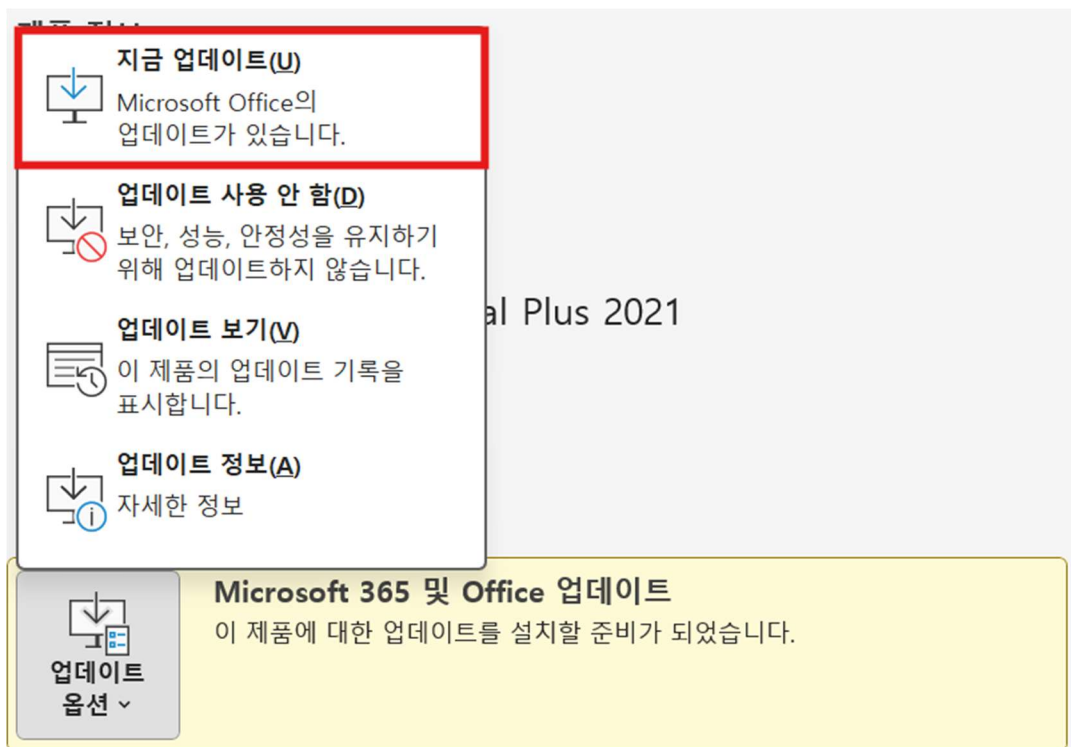 지금 업데이트(U)
Microsoft Office의
업데이트가 있습니다.
업데이트 사용 안 함(D)
보안, 성능, 안정성을 유지하기
위해 업데이트하지 않습니다.
al Plus 2021
업데이트 보기(V)
이 제품의 업데이트 기록을
표시합니다.
업데이트 정보(A)
자세한 정보
Microsoft 365 및 Office 업데이트
이 제품에 대한 업데이트를 설치할 준비가 되었습니다.
업데이트
옵션